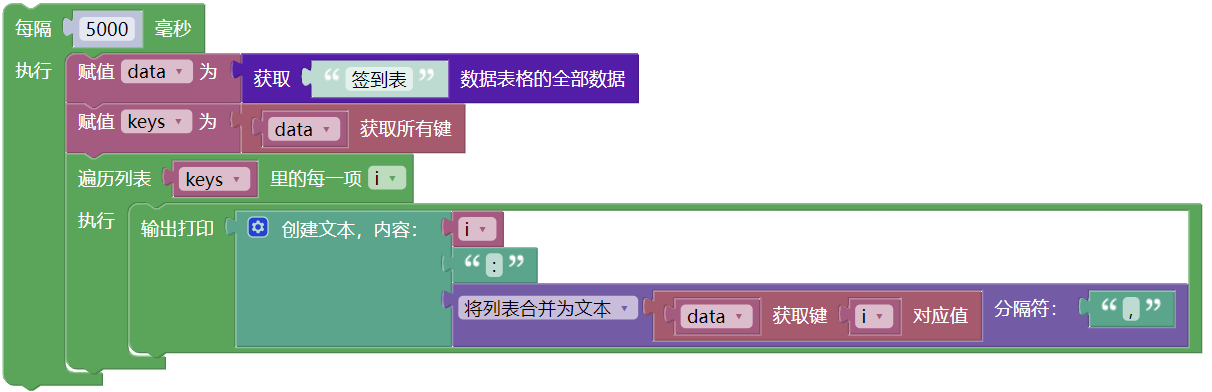 每隔 5000 毫秒
执行 赋值 data 为 获取 “ 签到表 ” 数据表格的全部数据
赋值 keys 为 data 获取所有键
遍历列表 keys 里的每一项 i
执行 输出打印 创建文本，内容： i
“ : ”
将列表合并为文本 data 获取键 i 对应值 分隔符： “ , ”